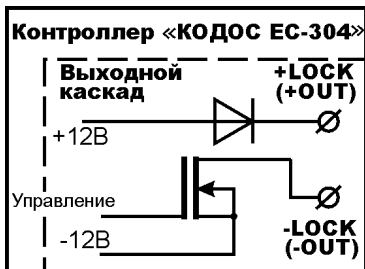 Контроллер «КОДОС ЕС-304»
Выходной
каскад
+LOCK
(+OUT)
+12В
Управление
-12В
-LOCK
(-OUT)